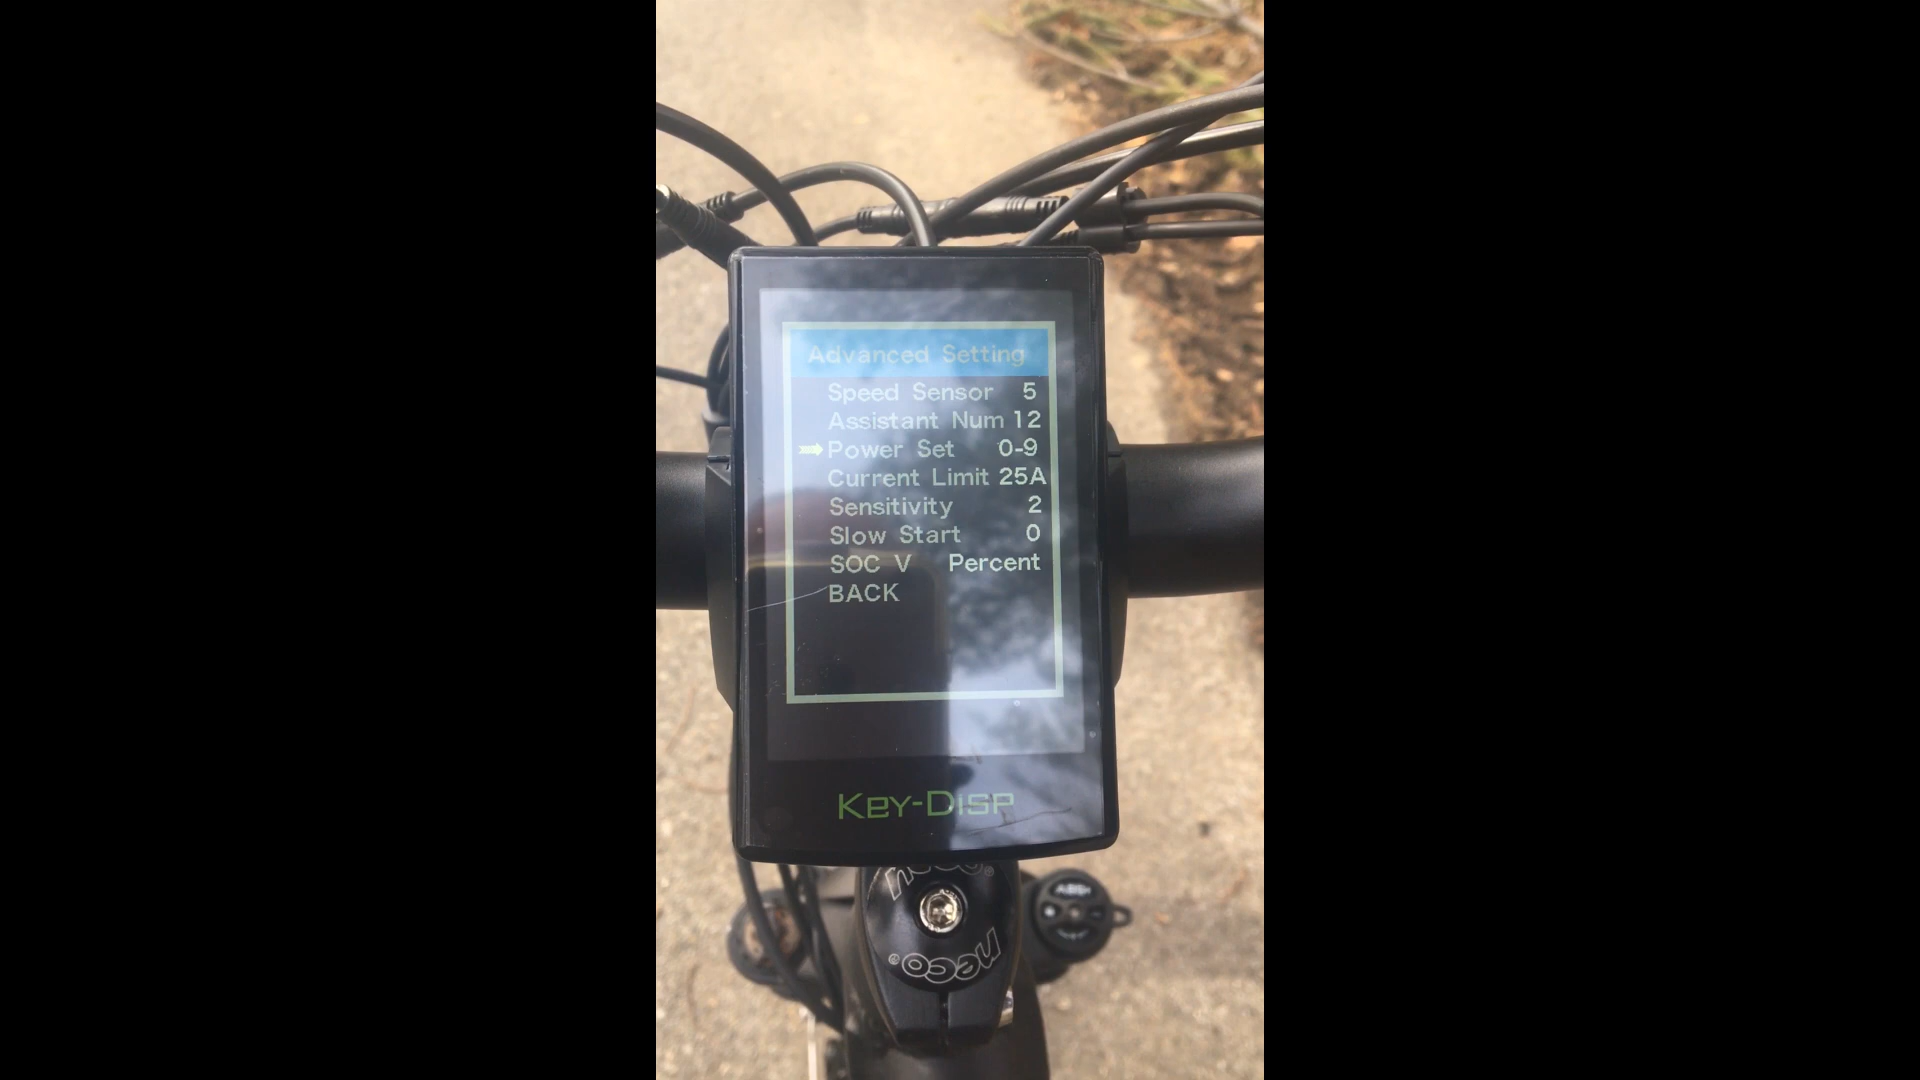 Advanced Setting
Speed Sensor 5
Assistant Num 12
Power Set 0-9
Current Limit 25A
Sensitivity 2
Slow Start 0
SOC V Percent
BACK
KEY-DISP
neco®
neco®